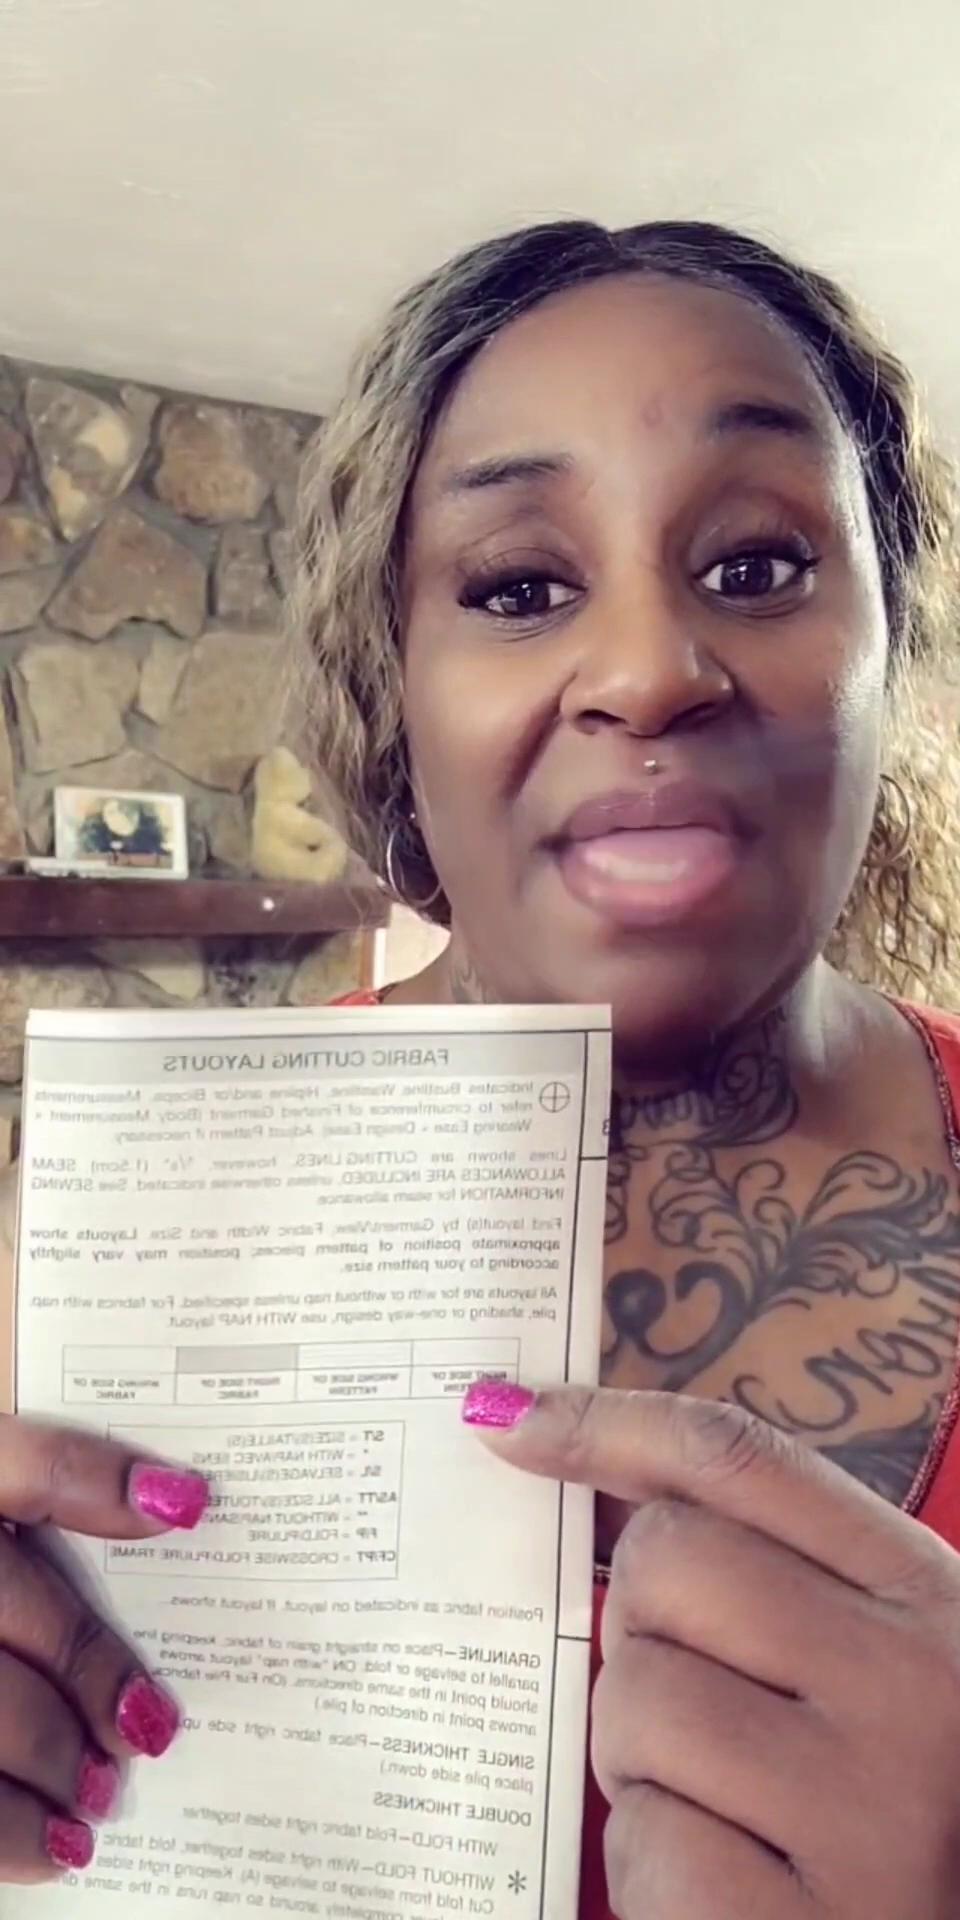 FABRIC CUTTING LAYOUTS
Indicates Bustline, Waistline, Hipline and/or Biceps. Measurements
refer to circumference of Finished Garment (Body Measurement +
Wearing Ease + Design Ease). Adjust Pattern if necessary.
Lines shown are CUTTING LINES, however, 5/8" (1.5cm), SEAM
ALLOWANCES ARE INCLUDED, unless otherwise indicated. See SEWING
INFORMATION for seam allowance.
Find layout(s) by Garment/View, Fabric Width and Size. Layouts show
approximate position of pattern pieces; position may vary slightly
according to your pattern size.
All layouts are for with or without nap unless specified. For fabrics with nap,
pile, shading or one-way design, use WITH NAP layout.
RIGHT SIDE OF WRONG SIDE OF PATTERN RIGHT SIDE OF FABRIC WRONG SIDE OF FABRIC
S/T = SIZE(S)/TAILLE(S)
* = WITH NAP/AVEC SENS
S/L = SELVAGE(S)/LISIERE
AS/TT = ALL SIZE(S)/TOUTES
** = WITHOUT NAP/SANS
F/P = FOLD/PLIURE
CF/PT = CROSSWISE FOLD/PLIURE TRAME
Position fabric as indicated on layout. If layout shows...
GRAINLINE—Place on straight grain of fabric, keeping line
parallel to selvage or fold. ON "with nap" layout arrows
should point in the same directions. (On Fur Pile fabrics,
arrows point in direction of pile.)
SINGLE THICKNESS—Place fabric right side up.
place pile side down.)
DOUBLE THICKNESS
WITH FOLD—Fold fabric right sides together.
* WITHOUT FOLD—With right sides together, fold fabric
Cut fold from selvage to selvage (A). Keeping right sides
completely around so nap runs in the same